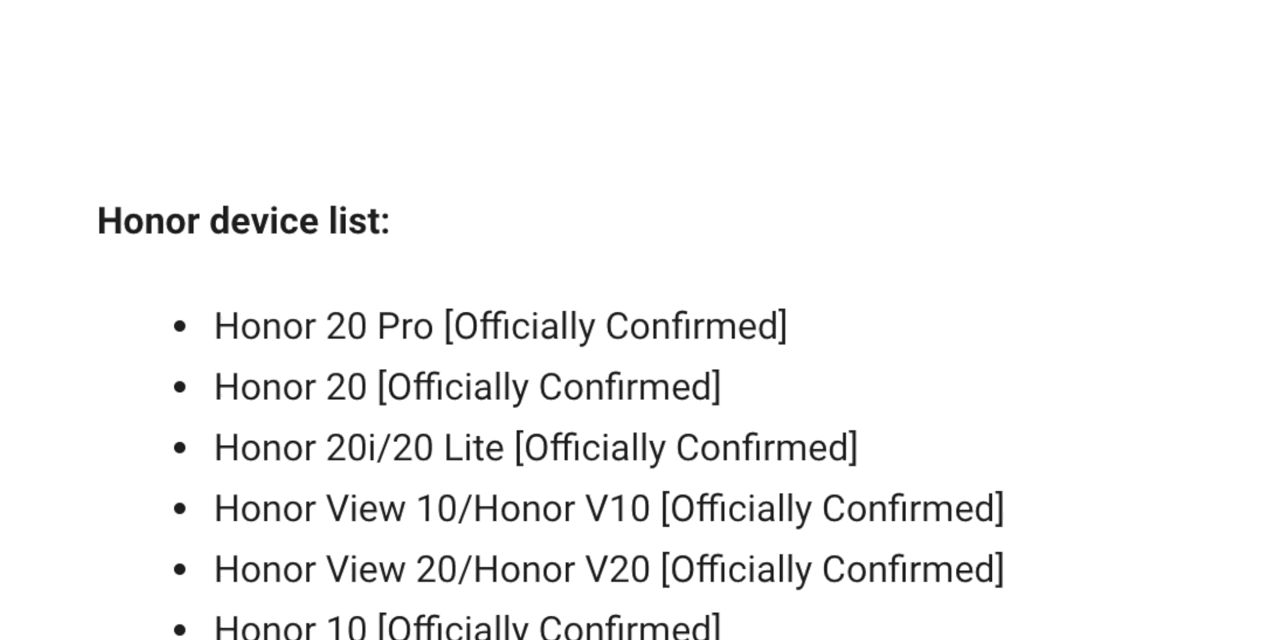 Honor device list:
• Honor 20 Pro [Officially Confirmed]
• Honor 20 [Officially Confirmed]
• Honor 20i/20 Lite [Officially Confirmed]
• Honor View 10/Honor V10 [Officially Confirmed]
• Honor View 20/Honor V20 [Officially Confirmed]
• Honor 10 [Officially Confirmed]